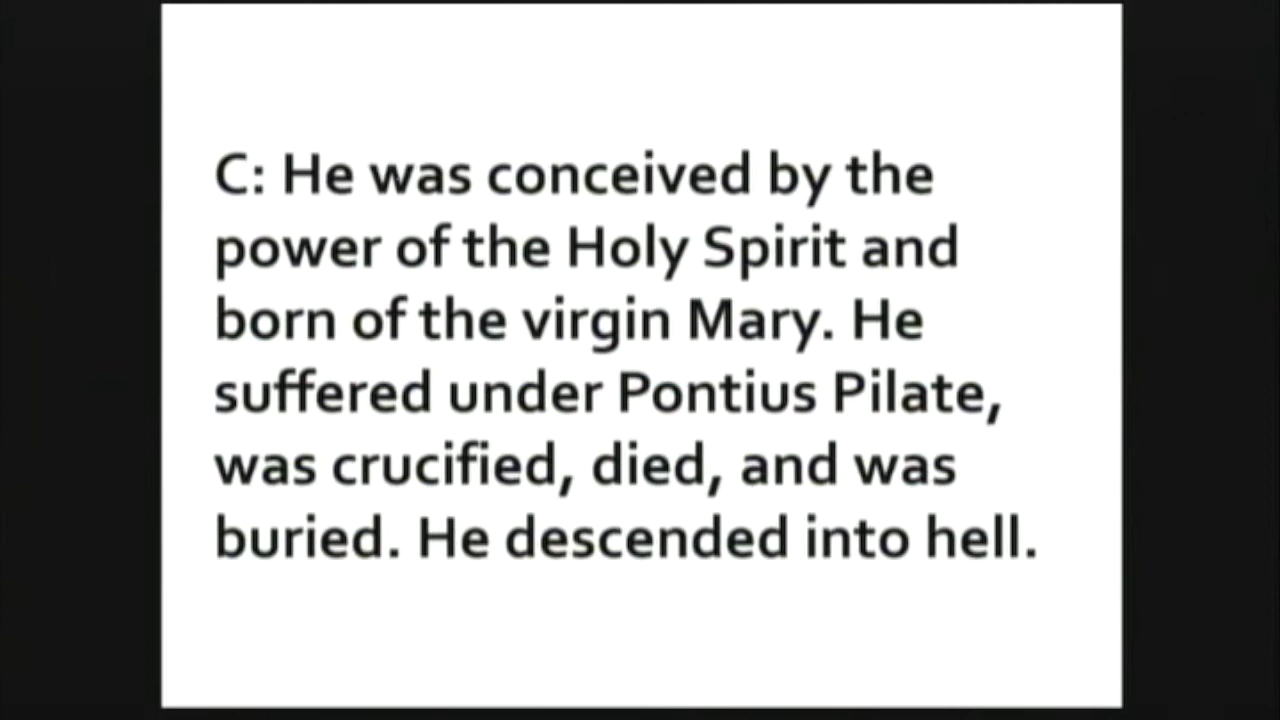 C: He was conceived by the
power of the Holy Spirit and
born of the virgin Mary. He
suffered under Pontius Pilate,
was crucified, died, and was
buried. He descended into hell.